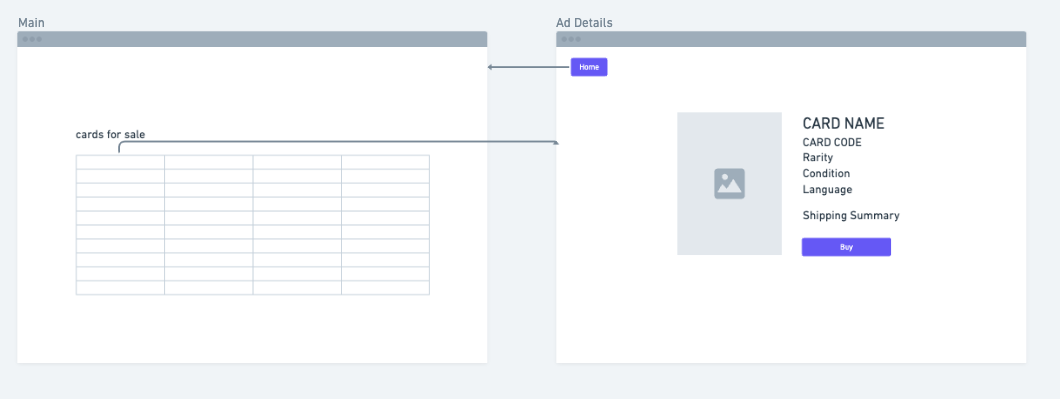 Main
Ad Details
Home
cards for sale
CARD NAME
CARD CODE
Rarity
Condition
Language
Shipping Summary
Buy